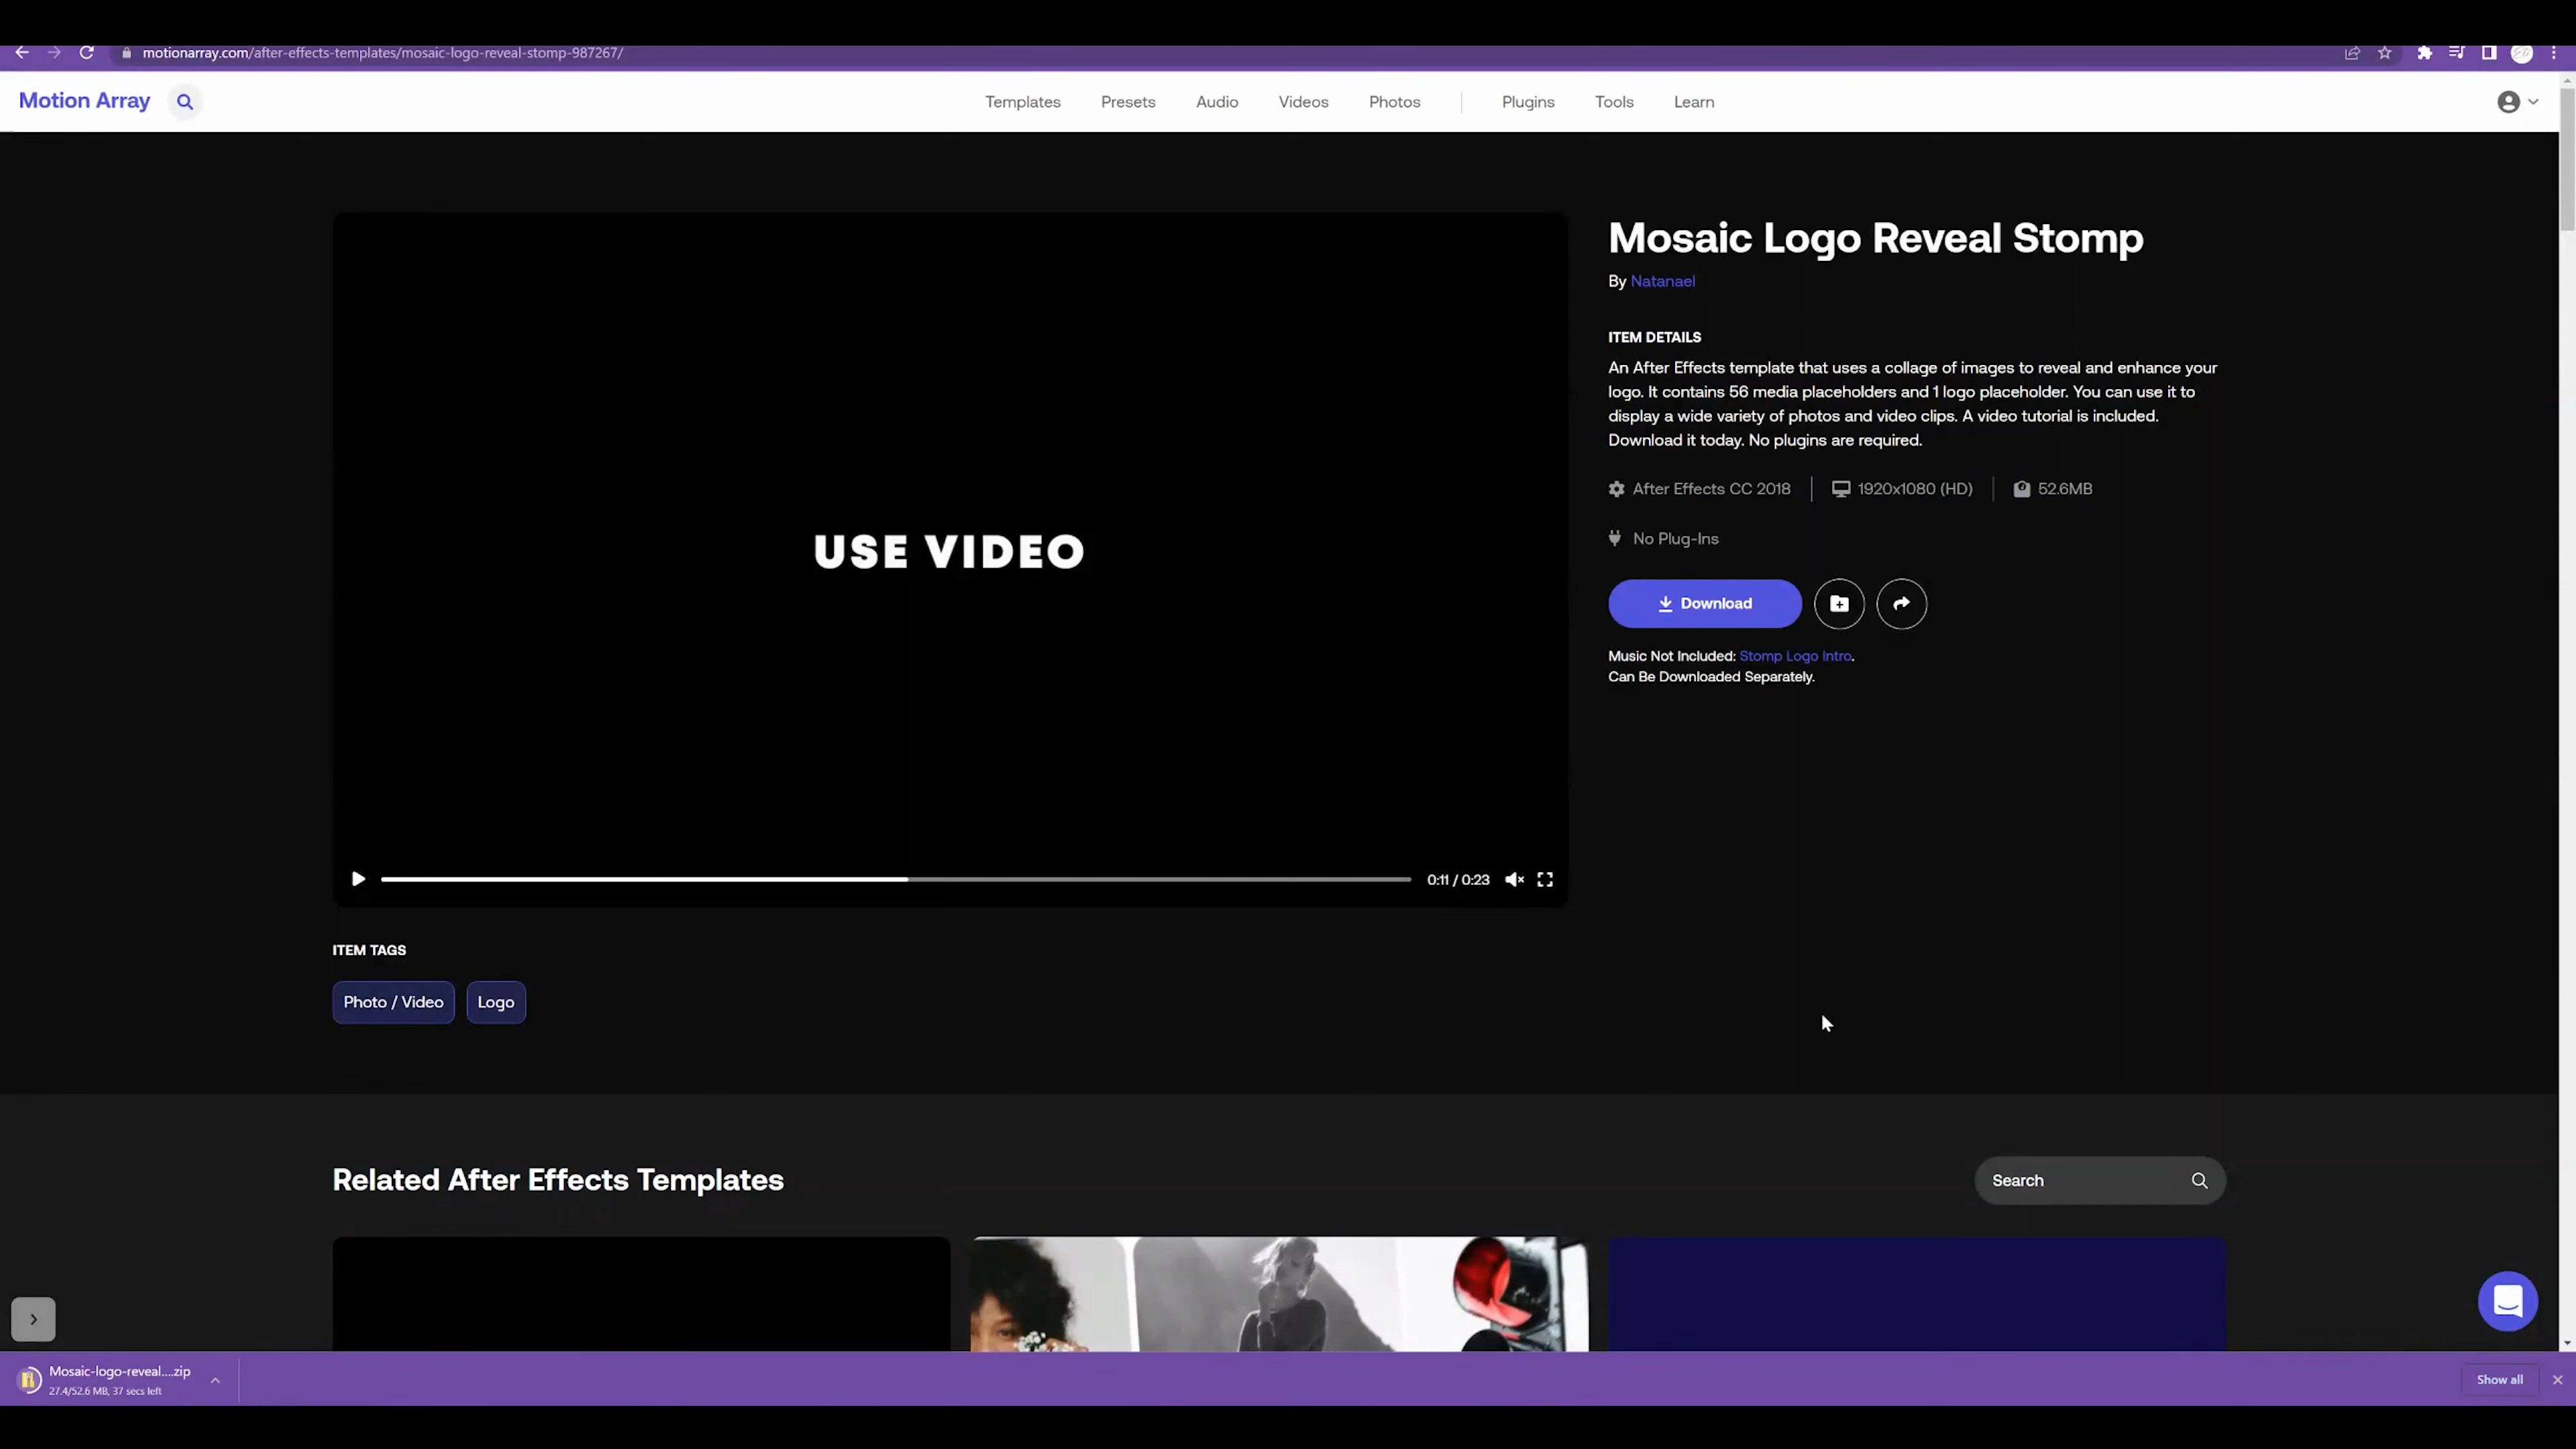 motionarray.com/after-effects-templates/mosaic-logo-reveal-stomp-987267/
Motion Array
Templates
Presets
Audio
Videos
Photos
Plugins
Tools
Learn
USE VIDEO
0:11 / 0:23
Mosaic Logo Reveal Stomp
By Natanael
ITEM DETAILS
An After Effects template that uses a collage of images to reveal and enhance your
logo. It contains 56 media placeholders and 1 logo placeholder. You can use it to
display a wide variety of photos and video clips. A video tutorial is included.
Download it today. No plugins are required.
After Effects CC 2018
1920x1080 (HD)
52.6MB
No Plug-Ins
Download
Music Not Included: Stomp Logo Intro.
Can Be Downloaded Separately.
ITEM TAGS
Photo / Video
Logo
Related After Effects Templates
Search
Mosaic-logo-reveal....zip
27.4/52.6 MB, 37 secs left
Show all